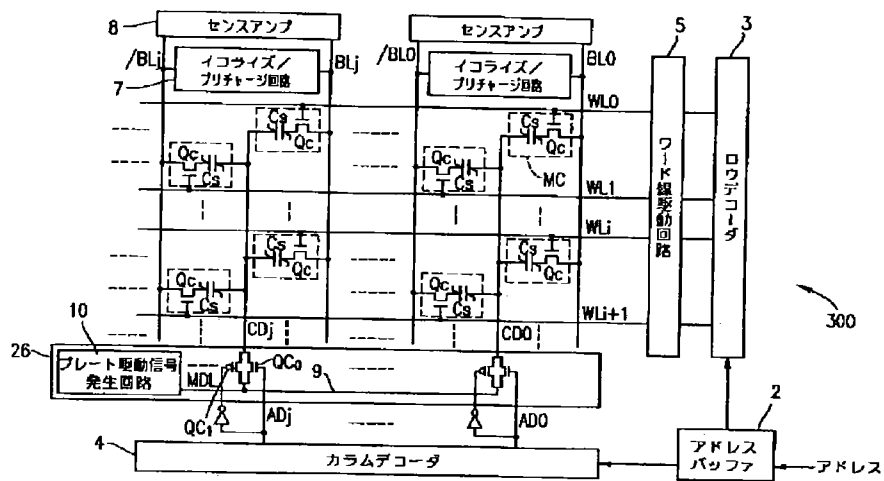 8
センスアンプ
センスアンプ
/BLj
イコライズ/
プリチャージ回路
BLj
/BL0
イコライズ/
プリチャージ回路
BL0
5
3
7
WL0
Cs
Qc
Cs
Qc
Qc
Cs
Qc
Cs
MC
WL1
ワード線駆動回路
ロウデコーダ
WLi
Cs
Qc
Cs
Qc
Qc
Cs
Qc
Cs
WLi+1
300
CDj
CD0
10
26
プレート駆動信号
発生回路
MDL
QC0
9
QC1
ADj
AD0
2
4
カラムデコーダ
アドレス
バッファ
アドレス